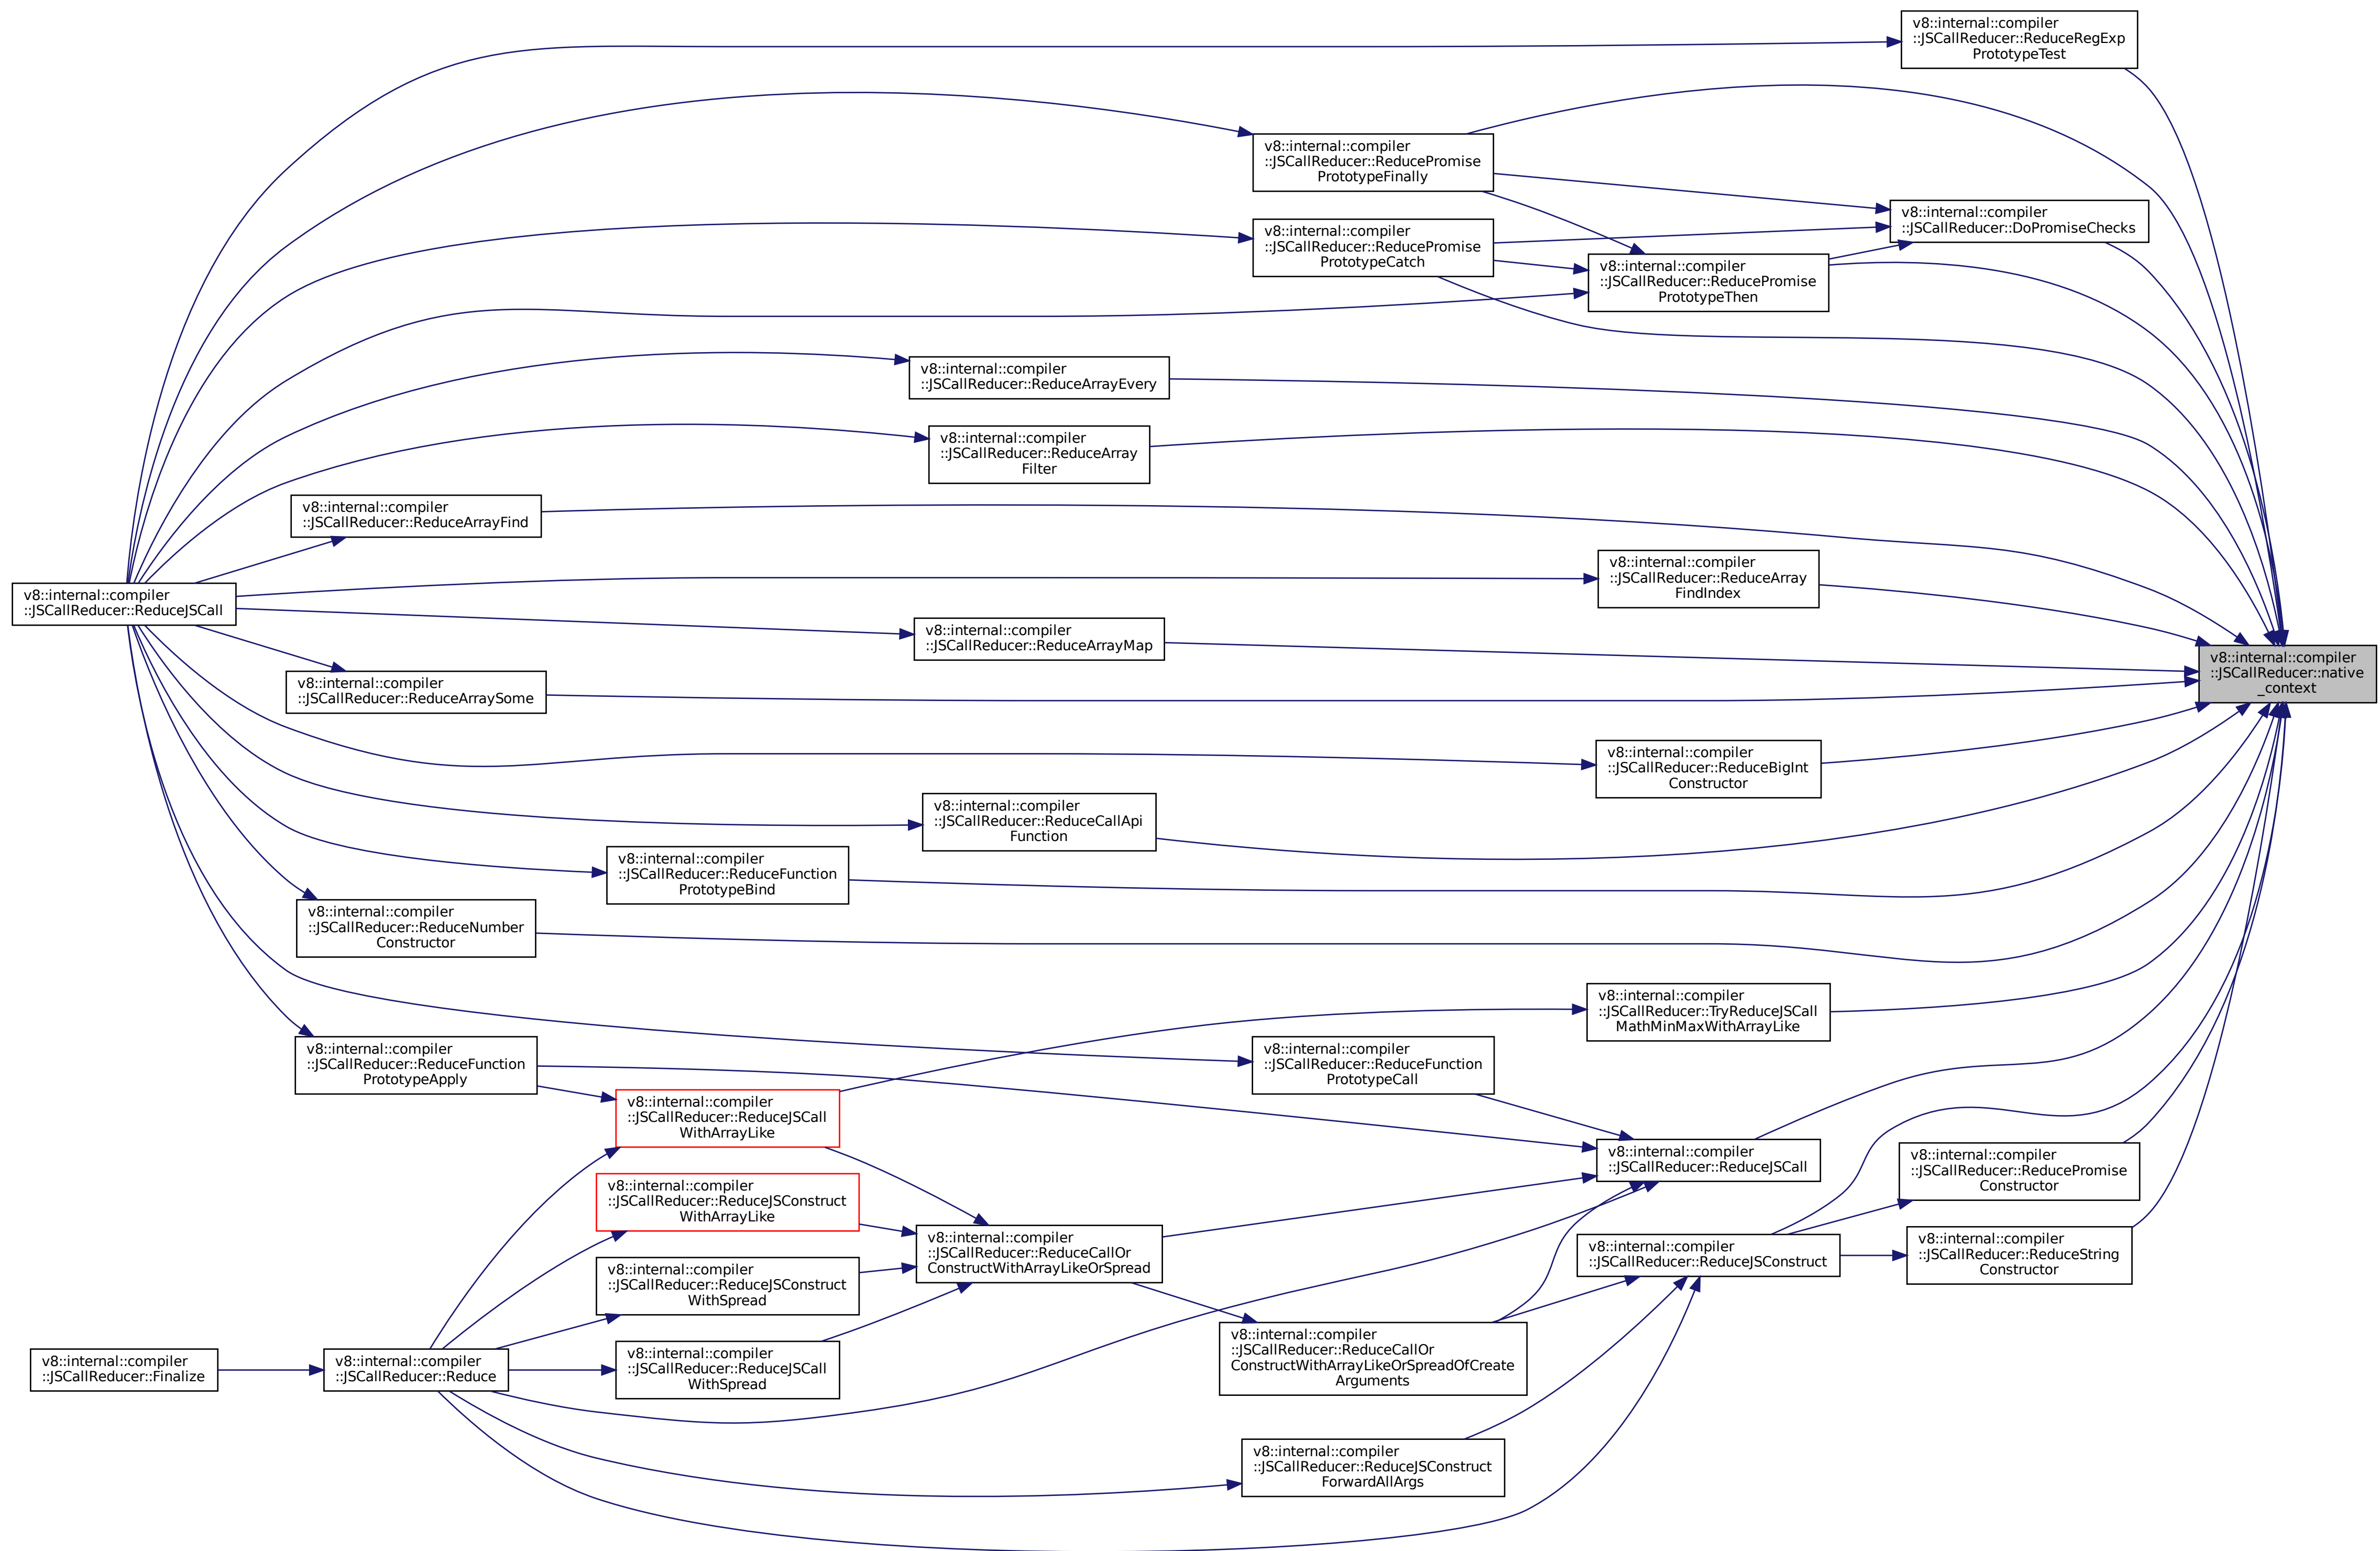 v8::internal::compiler
::JSCallReducer::ReduceRegExp
PrototypeTest
v8::internal::compiler
::JSCallReducer::ReducePromise
PrototypeFinally
v8::internal::compiler
::JSCallReducer::DoPromiseChecks
v8::internal::compiler
::JSCallReducer::ReducePromise
PrototypeCatch
v8::internal::compiler
::JSCallReducer::ReducePromise
PrototypeThen
v8::internal::compiler
::JSCallReducer::ReduceArrayEvery
v8::internal::compiler
::JSCallReducer::ReduceArray
Filter
v8::internal::compiler
::JSCallReducer::ReduceArrayFind
v8::internal::compiler
::JSCallReducer::ReduceArray
FindIndex
v8::internal::compiler
::JSCallReducer::ReduceJSCall
v8::internal::compiler
::JSCallReducer::ReduceArrayMap
v8::internal::compiler
::JSCallReducer::native
_context
v8::internal::compiler
::JSCallReducer::ReduceArraySome
v8::internal::compiler
::JSCallReducer::ReduceBigInt
Constructor
v8::internal::compiler
::JSCallReducer::ReduceCallApi
Function
v8::internal::compiler
::JSCallReducer::ReduceFunction
PrototypeBind
v8::internal::compiler
::JSCallReducer::ReduceNumber
Constructor
v8::internal::compiler
::JSCallReducer::TryReduceJSCall
MathMinMaxWithArrayLike
v8::internal::compiler
::JSCallReducer::ReduceFunction
PrototypeApply
v8::internal::compiler
::JSCallReducer::ReduceFunction
PrototypeCall
v8::internal::compiler
::JSCallReducer::ReduceJSCall
WithArrayLike
v8::internal::compiler
::JSCallReducer::ReduceJSCall
v8::internal::compiler
::JSCallReducer::ReducePromise
Constructor
v8::internal::compiler
::JSCallReducer::ReduceJSConstruct
WithArrayLike
v8::internal::compiler
::JSCallReducer::ReduceCallOr
ConstructWithArrayLikeOrSpread
v8::internal::compiler
::JSCallReducer::ReduceJSConstruct
v8::internal::compiler
::JSCallReducer::ReduceString
Constructor
v8::internal::compiler
::JSCallReducer::ReduceJSConstruct
WithSpread
v8::internal::compiler
::JSCallReducer::ReduceCallOr
ConstructWithArrayLikeOrSpreadOfCreate
Arguments
v8::internal::compiler
::JSCallReducer::Finalize
v8::internal::compiler
::JSCallReducer::Reduce
v8::internal::compiler
::JSCallReducer::ReduceJSCall
WithSpread
v8::internal::compiler
::JSCallReducer::ReduceJSConstruct
ForwardAllArgs